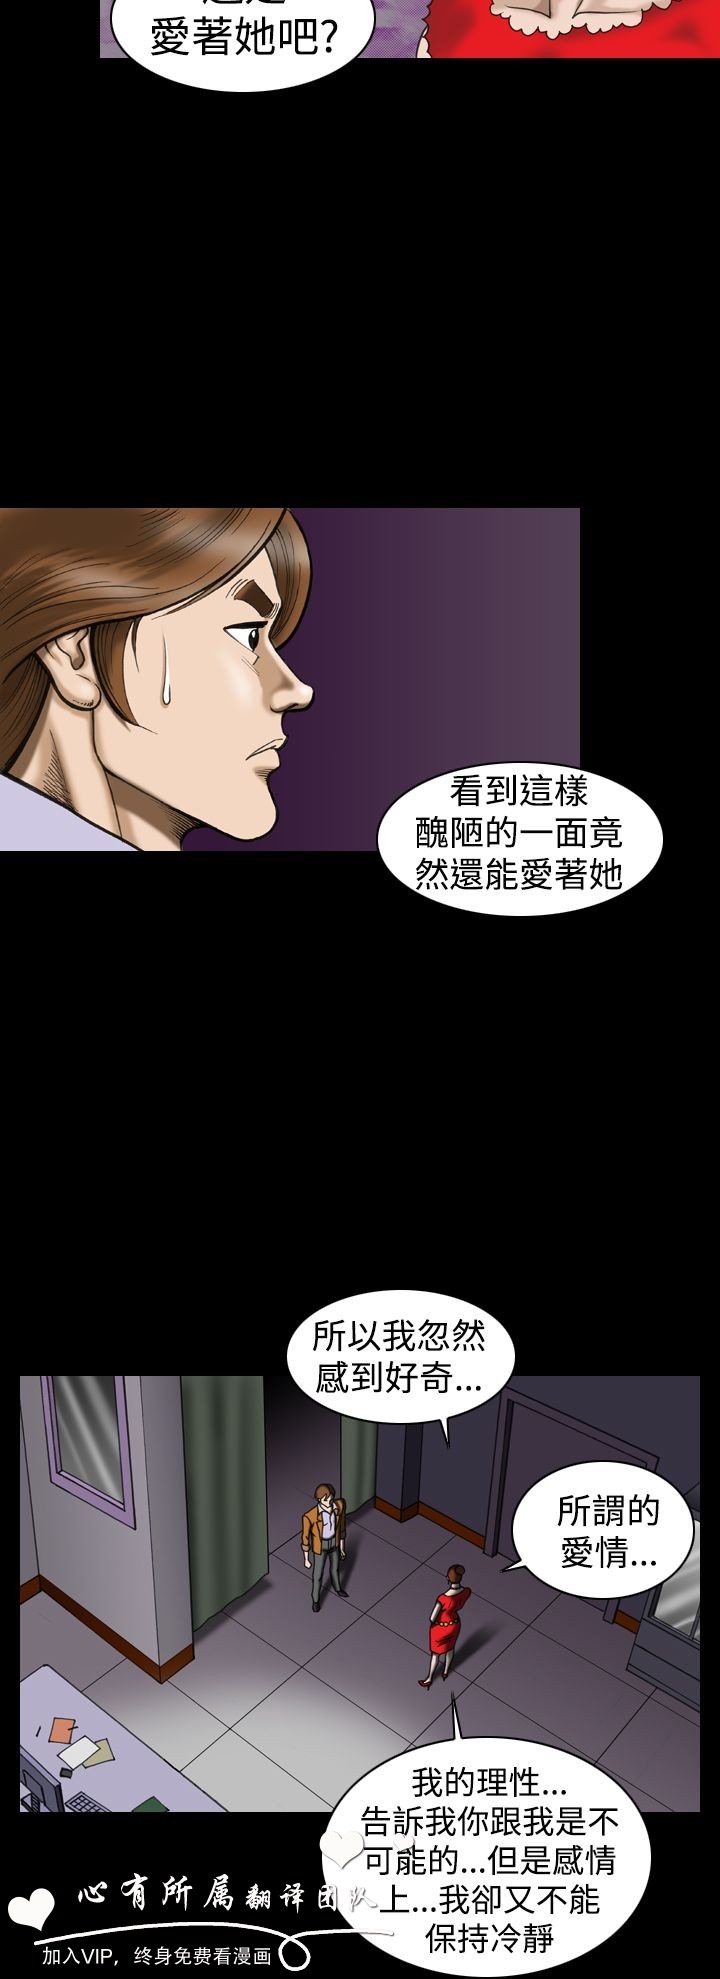 愛著她吧?
看到這樣
醜陋的一面竟
然還能愛著她
所以我忽然
感到好奇...
所謂的
愛情...
我的理性...
告訴我你跟我是不
可能的...但是感情
上...我卻又不能
保持冷靜
心有所属翻译团队
加入VIP，终身免费看漫画